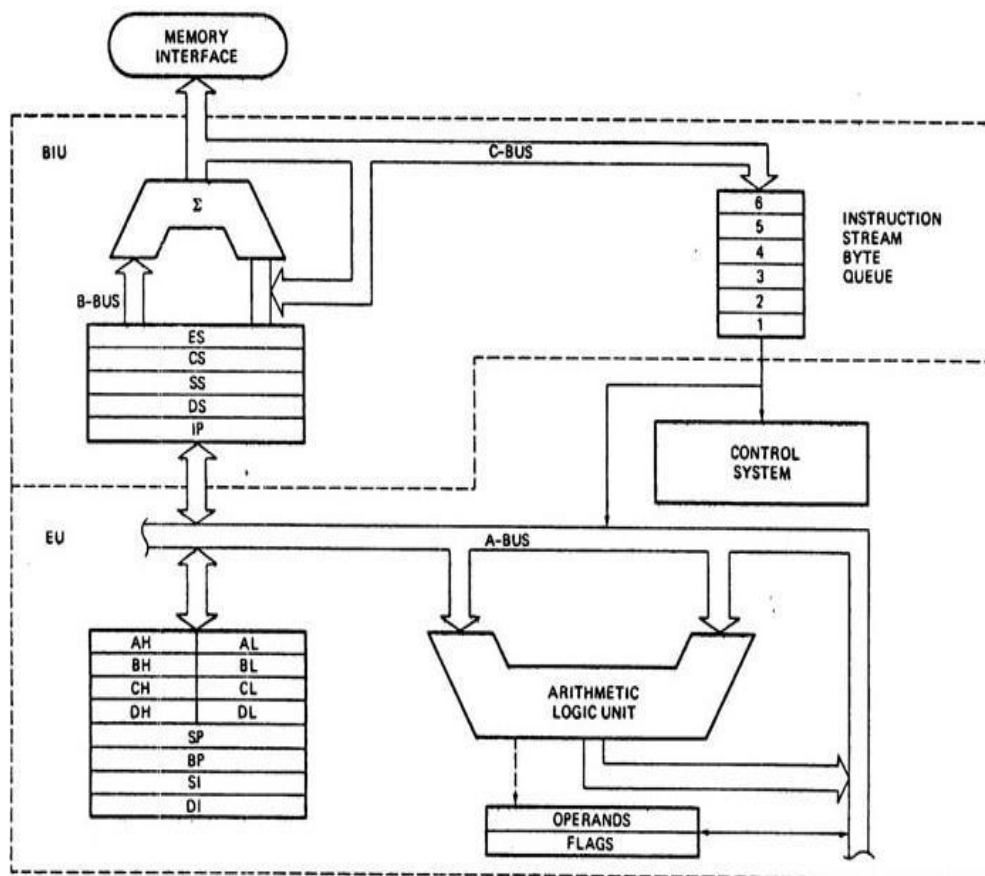 MEMORY
INTERFACE
BIU
C-BUS
Σ
6
5
4
3
2
1
INSTRUCTION
STREAM
BYTE
QUEUE
B-BUS
ES
CS
SS
DS
IP
CONTROL
SYSTEM
EU
A-BUS
AH AL
BH BL
CH CL
DH DL
SP
BP
SI
DI
ARITHMETIC
LOGIC UNIT
OPERANDS
FLAGS